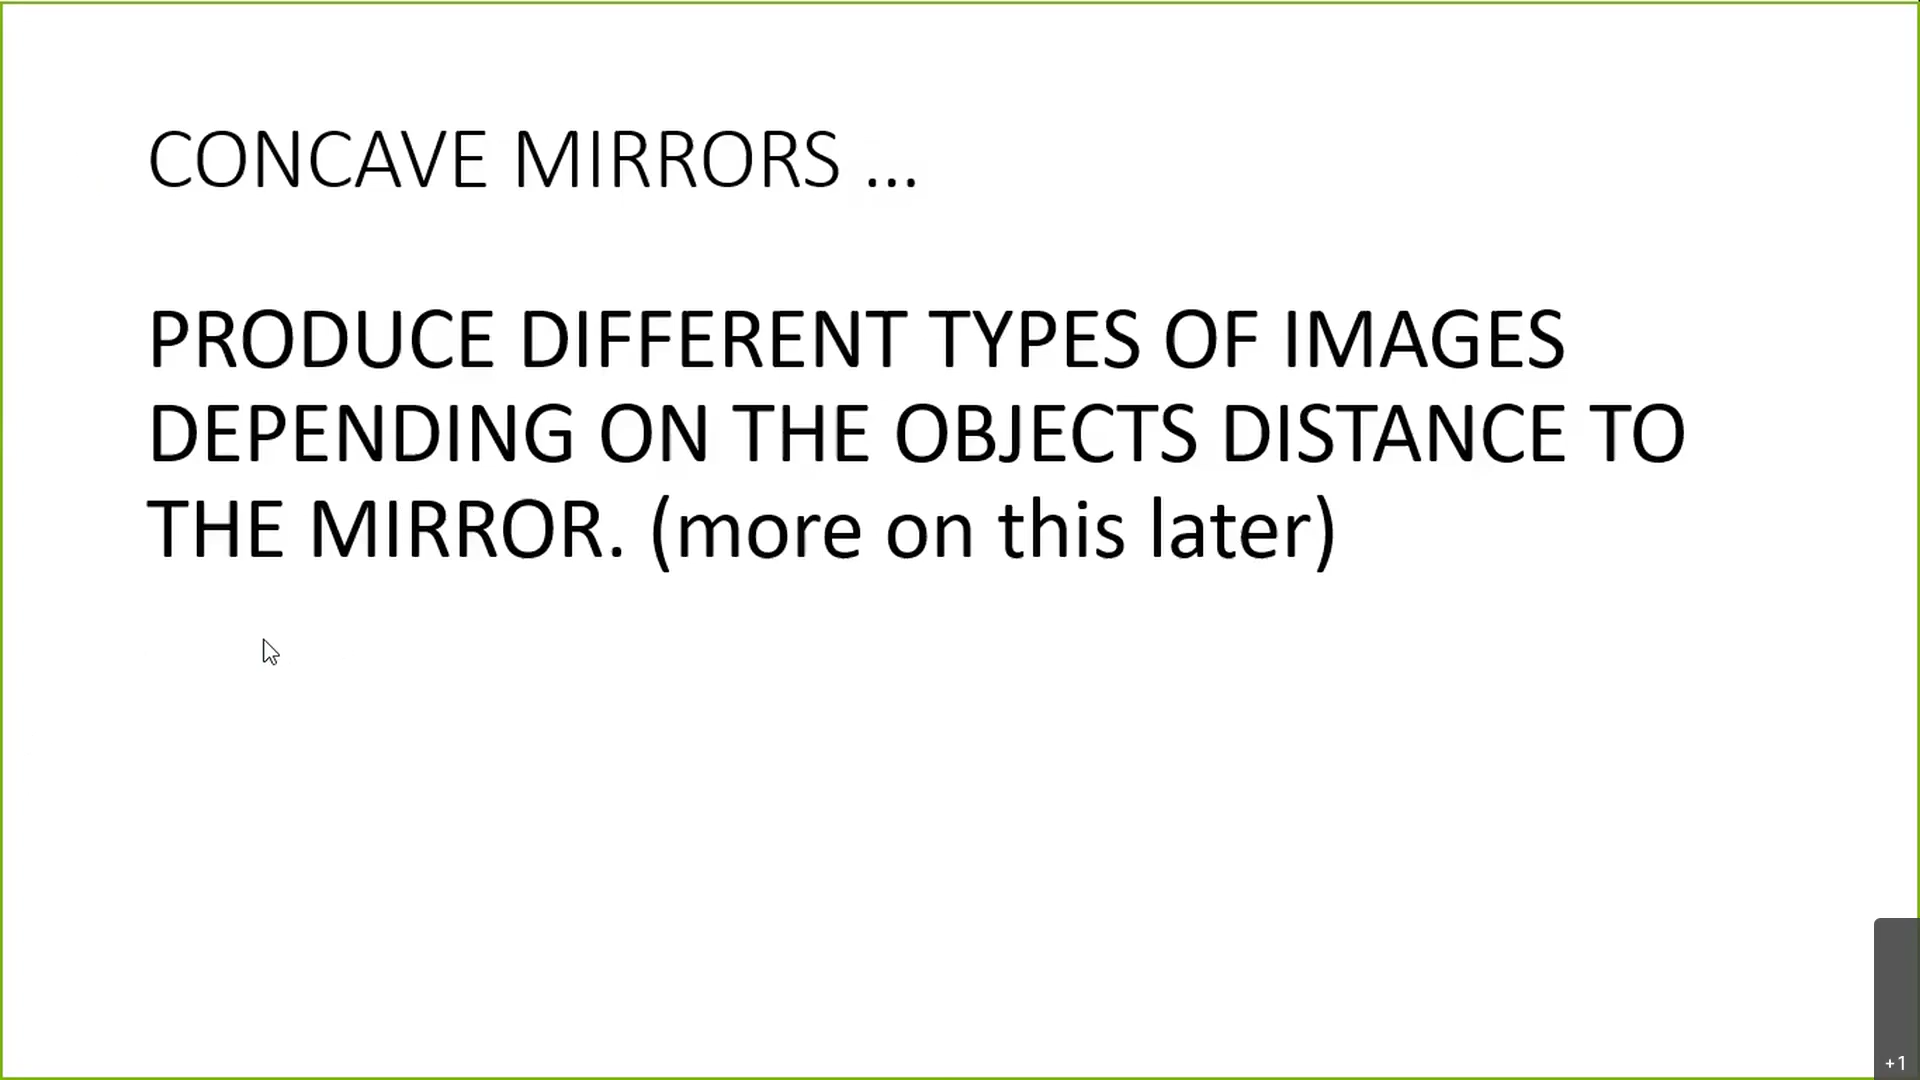 CONCAVE MIRRORS ...
PRODUCE DIFFERENT TYPES OF IMAGES
DEPENDING ON THE OBJECTS DISTANCE TO
THE MIRROR. (more on this later)
+1